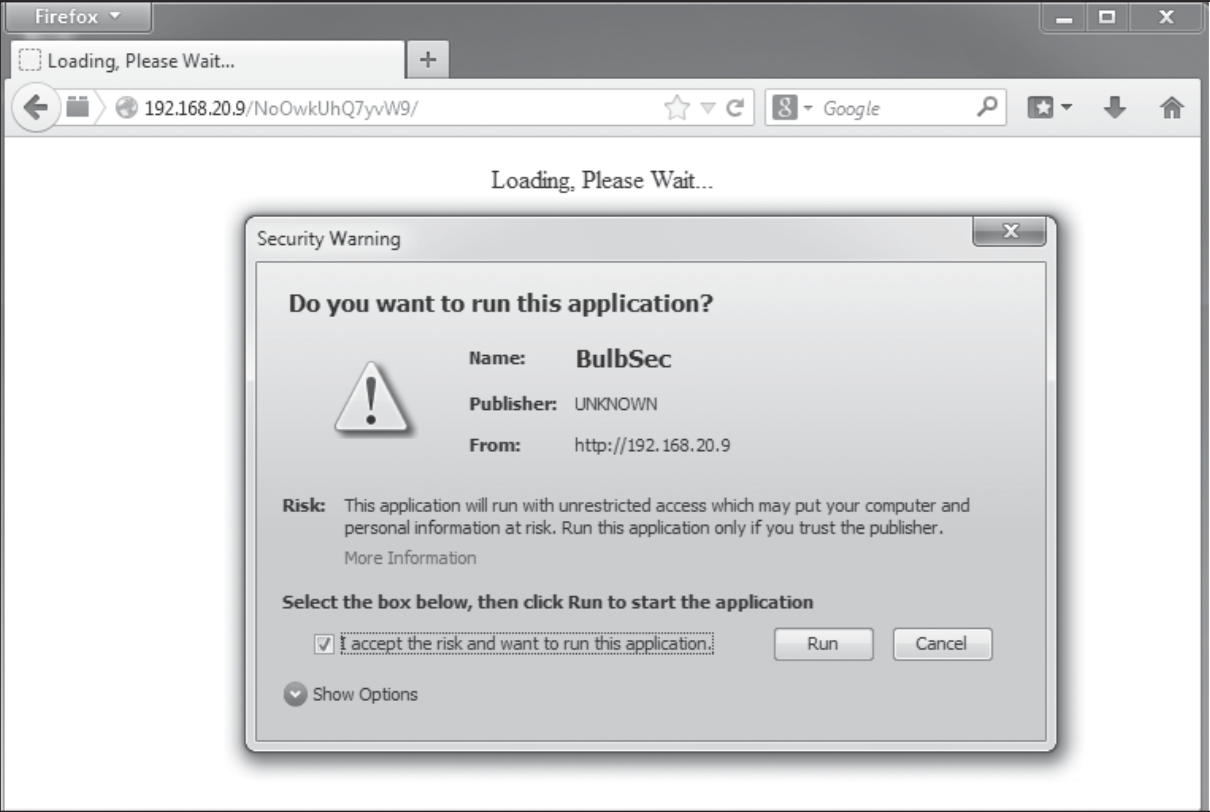 Firefox
Loading, Please Wait...
192.168.20.9/NoOwkUhQ7yvW9/
8 Google
Loading, Please Wait...
Security Warning
Do you want to run this application?
Name: BulbSec
Publisher: UNKNOWN
From: http://192.168.20.9
Risk: This application will run with unrestricted access which may put your computer and
personal information at risk. Run this application only if you trust the publisher.
More Information
Select the box below, then click Run to start the application
I accept the risk and want to run this application.
Run Cancel
Show Options